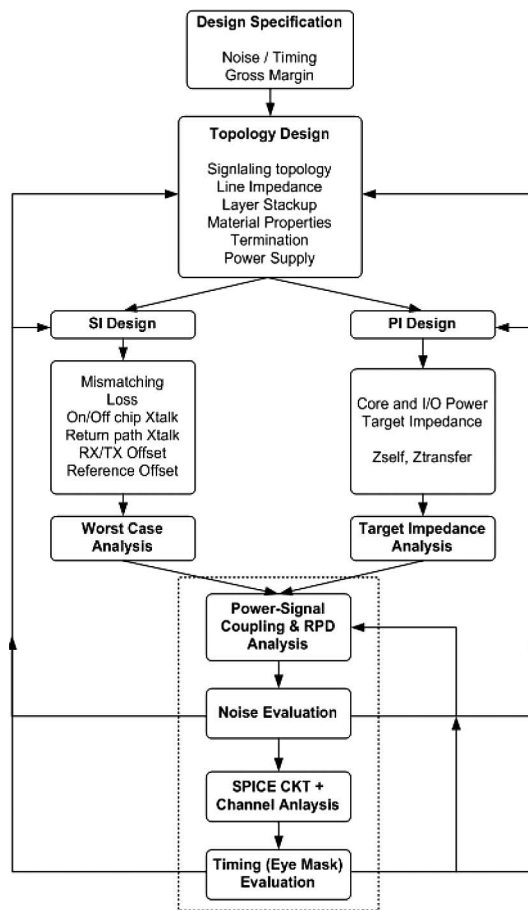 Design Specification
Noise / Timing
Gross Margin
Topology Design
Signlaling topology
Line Impedance
Layer Stackup
Material Properties
Termination
Power Supply
SI Design
Mismatching
Loss
On/Off chip Xtalk
Return path Xtalk
RX/TX Offset
Reference Offset
Worst Case
Analysis
PI Design
Core and I/O Power
Target Impedance
Zself, Ztransfer
Target Impedance
Analysis
Power-Signal
Coupling & RPD
Analysis
Noise Evaluation
SPICE CKT +
Channel Anlaysis
Timing (Eye Mask)
Evaluation